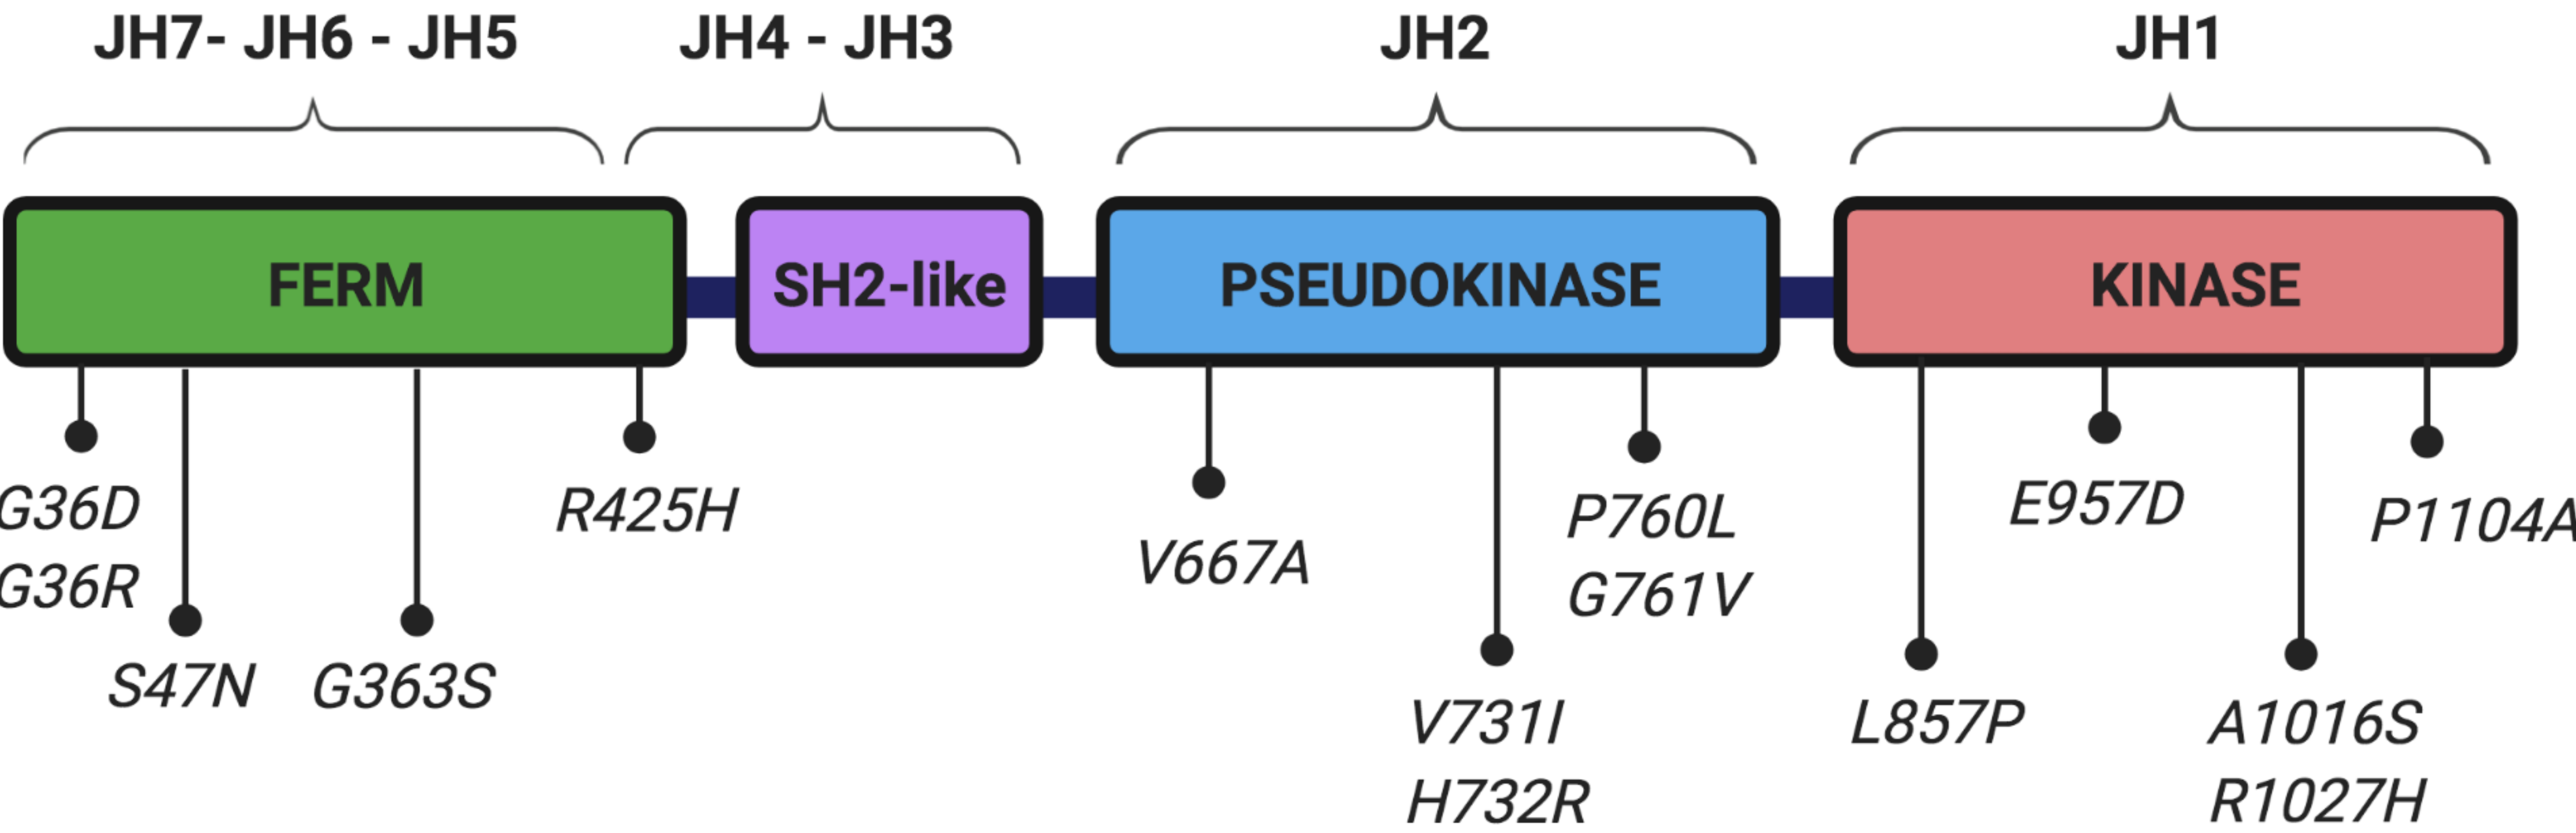 JH7- JH6 - JH5
JH4 - JH3
JH2
JH1
FERM
SH2-like
PSEUDOKINASE
KINASE
G36D
G36R
S47N
G363S
R425H
V667A
V731I
H732R
P760L
G761V
L857P
E957D
A1016S
R1027H
P1104A